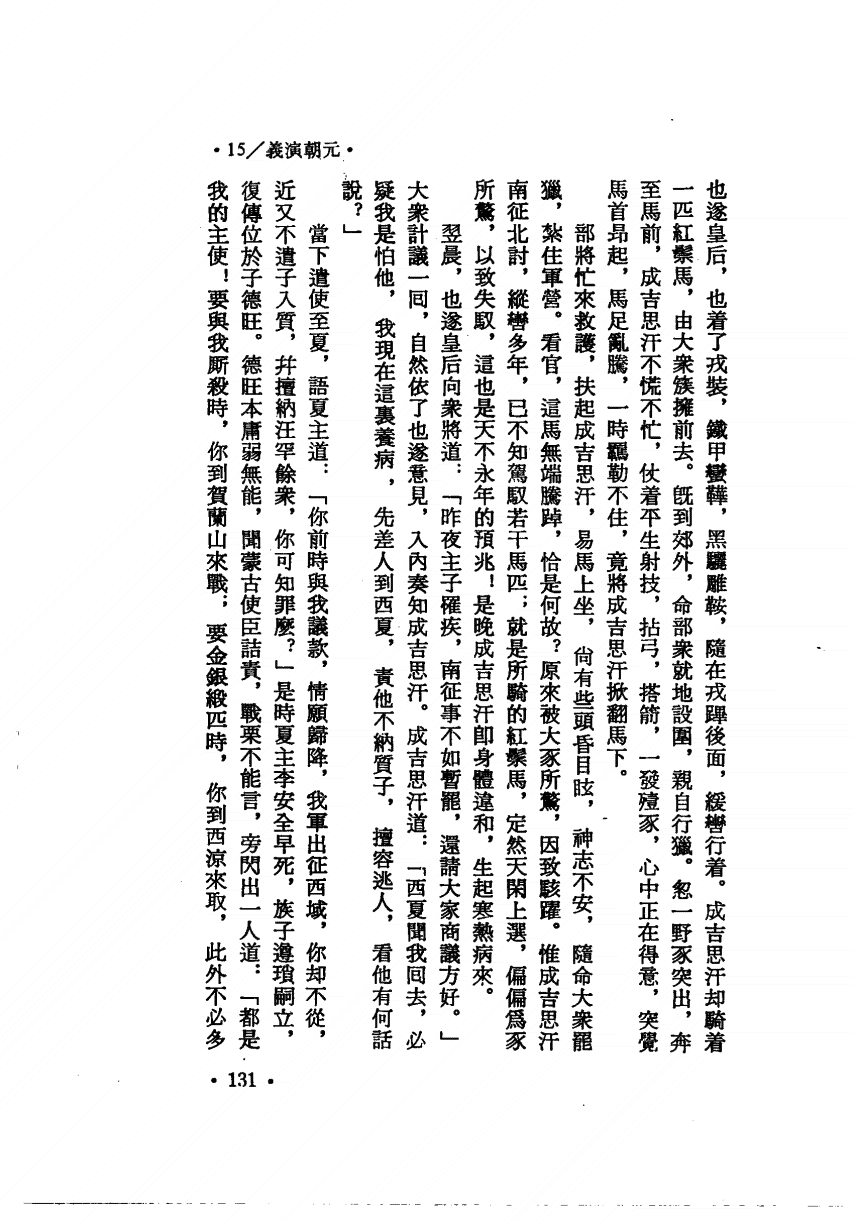 •15／義演朝元•
也遂皇后，也着了戎裝，鐵甲蠻鞾，黑驪雕鞍，隨在戎蹕後面，緩轡行着。成吉思汗却騎着
一匹紅鬃馬，由大衆簇擁前去。既到郊外，命部衆就地設圍，親自行獵。忽一野豕突出，奔
至馬前，成吉思汗不慌不忙，仗着平生射技，拈弓，搭箭，一發殪豕，心中正在得意，突覺
馬首昂起，馬足亂騰，一時羈勒不住，竟將成吉思汗掀翻馬下。
部將忙來救護，扶起成吉思汗，易馬上坐，尙有些頭昏目眩，神志不安，隨命大衆罷
獵，紮住軍營。看官，這馬無端騰踔，恰是何故？原來被大豕所驚，因致駭躍。惟成吉思汗
南征北討，縱轡多年，已不知駕馭若干馬匹；就是所騎的紅鬃馬，定然天閑上選，偏偏爲豕
所驚，以致失馭，這也是天不永年的預兆！是晚成吉思汗卽身體違和，生起寒熱病來。
翌晨，也遂皇后向衆將道：「昨夜主子罹疾，南征事不如暫罷，還請大家商議方好。」
大衆計議一囘，自然依了也遂意見，入內奏知成吉思汗。成吉思汗道：「西夏聞我囘去，必
疑我是怕他，我現在這裏養病，先差人到西夏，責他不納質子，擅容逃人，看他有何話
說？」
當下遣使至夏，語夏主道：「你前時與我議款，情願歸降，我軍出征西域，你却不從，
近又不遣子入質，幷擅納汪罕餘衆，你可知罪麼？」是時夏主李安全早死，族子遵頊嗣立，
復傳位於子德旺。德旺本庸弱無能，聞蒙古使臣詰責，戰栗不能言，旁閃出一人道：「都是
我的主使！要與我厮殺時，你到賀蘭山來戰；要金銀緞匹時，你到西涼來取，此外不必多
•131•